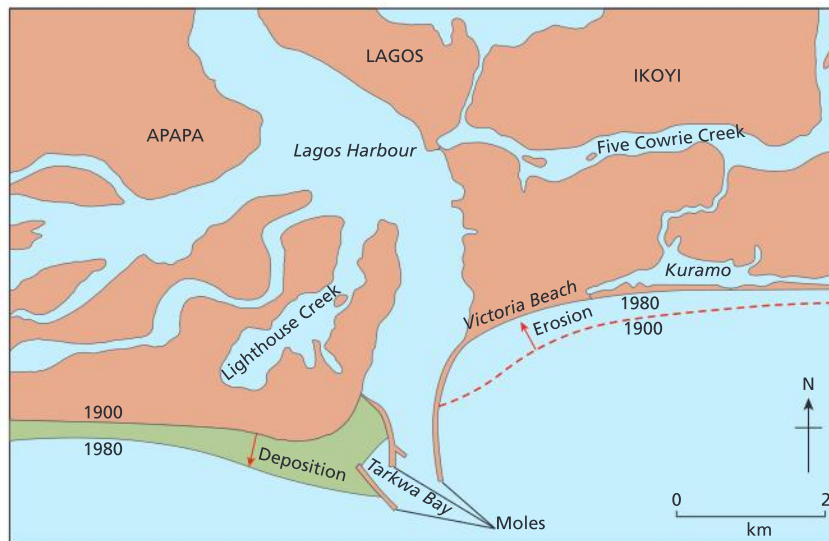 LAGOS
IKOYI
APAPA
Lagos Harbour
Five Cowrie Creek
Kuramo
Victoria Beach
1980
Erosion
1900
Lighthouse Creek
1900
1980
Deposition
Tarkwa Bay
Moles
N
0 2
km